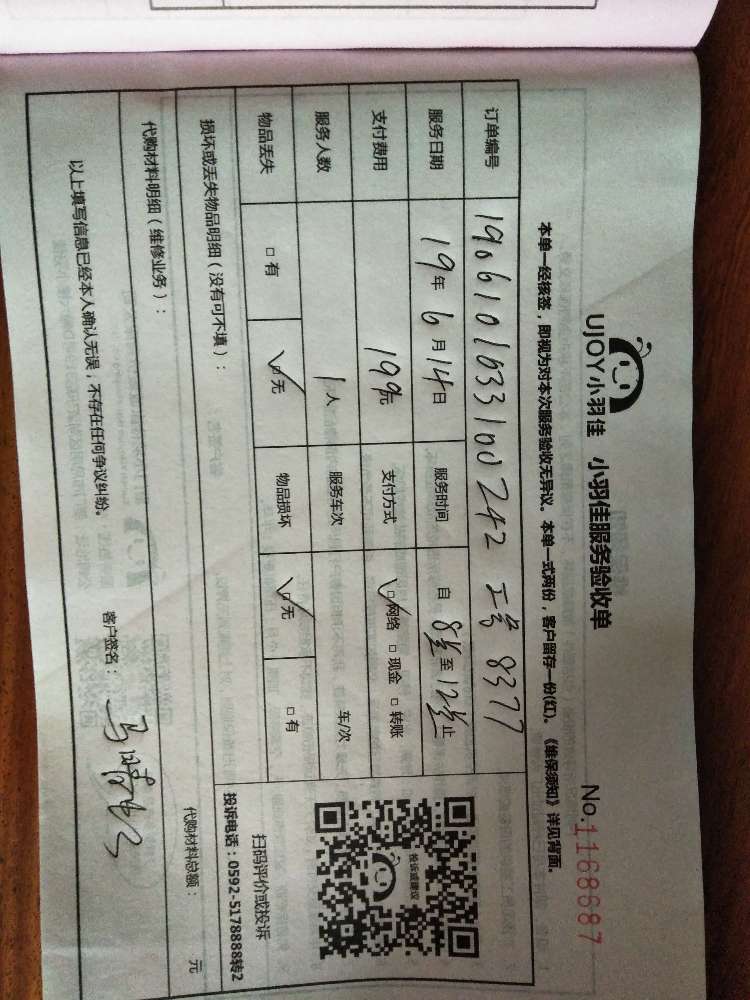 UJOY小羽佳 小羽佳服务验收单 No.1168687
本单一经核签，即视为对本次服务验收无异议。本单一式两份，客户留存一份(红)。《维保须知》详见背面。
订单编号 1906101633100242 工号 8377
服务日期 19年6月14日 服务时间 自 8点至12点止
支付费用 199元 支付方式 ☑网络 □现金 □转账
服务人数 1人 服务车次 车/次
物品丢失 □有 ☑无 物品损坏 ☑无 □有
投诉或建议
扫码评价或投诉
投诉电话：0592-5178888转2
损坏或丢失物品明细（没有可不填）：
代购材料明细（维修业务）： 代购材料总额： 元
以上填写信息已经本人确认无误，不存在任何争议纠纷。 客户签名：